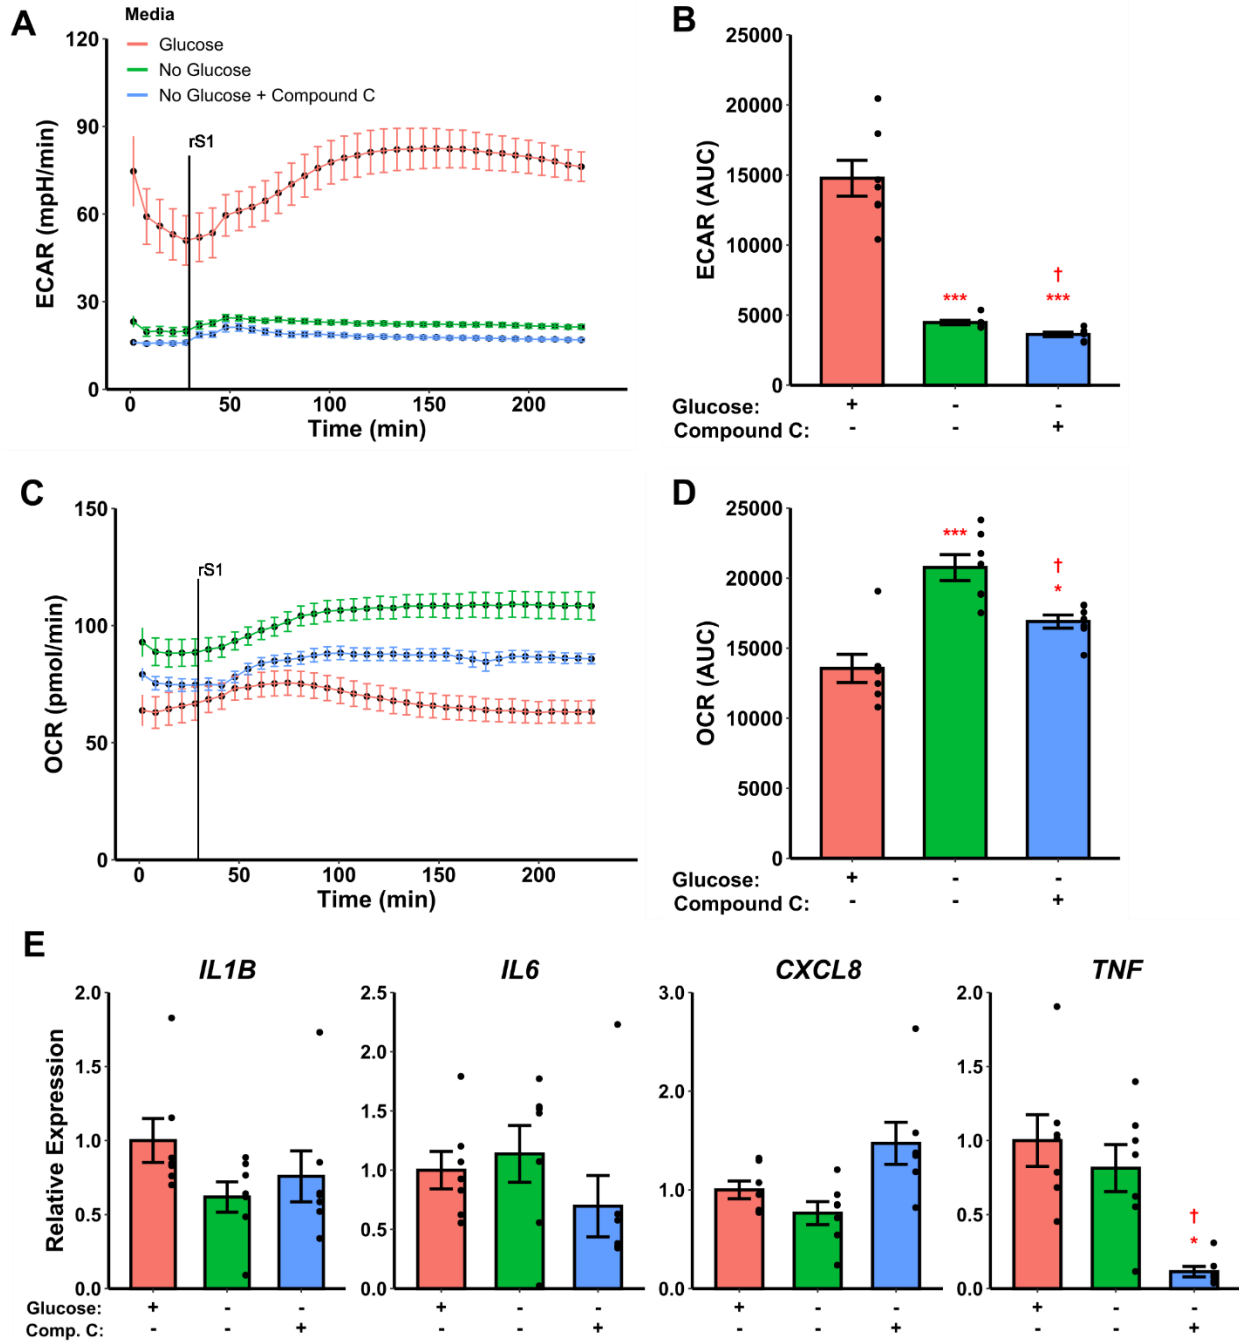 A
Media
Glucose
No Glucose
No Glucose + Compound C
rS1
ECAR (mpH/min)
120
90
60
30
0
0 50 100 150 200
Time (min)
B
ECAR (AUC)
25000
20000
15000
10000
5000
0
***
†
***
Glucose: + - -
Compound C: - - +
C
OCR (pmol/min)
150
100
50
0
rS1
0 50 100 150 200
Time (min)
D
OCR (AUC)
25000
20000
15000
10000
5000
0
***
†
*
Glucose: + - -
Compound C: - - +
E
Relative Expression
IL1B
2.0
1.5
1.0
0.5
0.0
IL6
2.5
2.0
1.5
1.0
0.5
0.0
CXCL8
3.0
2.0
1.0
0.0
TNF
2.0
1.5
1.0
0.5
0.0
†
*
Glucose: + - - + - - + - - + - -
Comp. C: - - + - - + - - + - - +